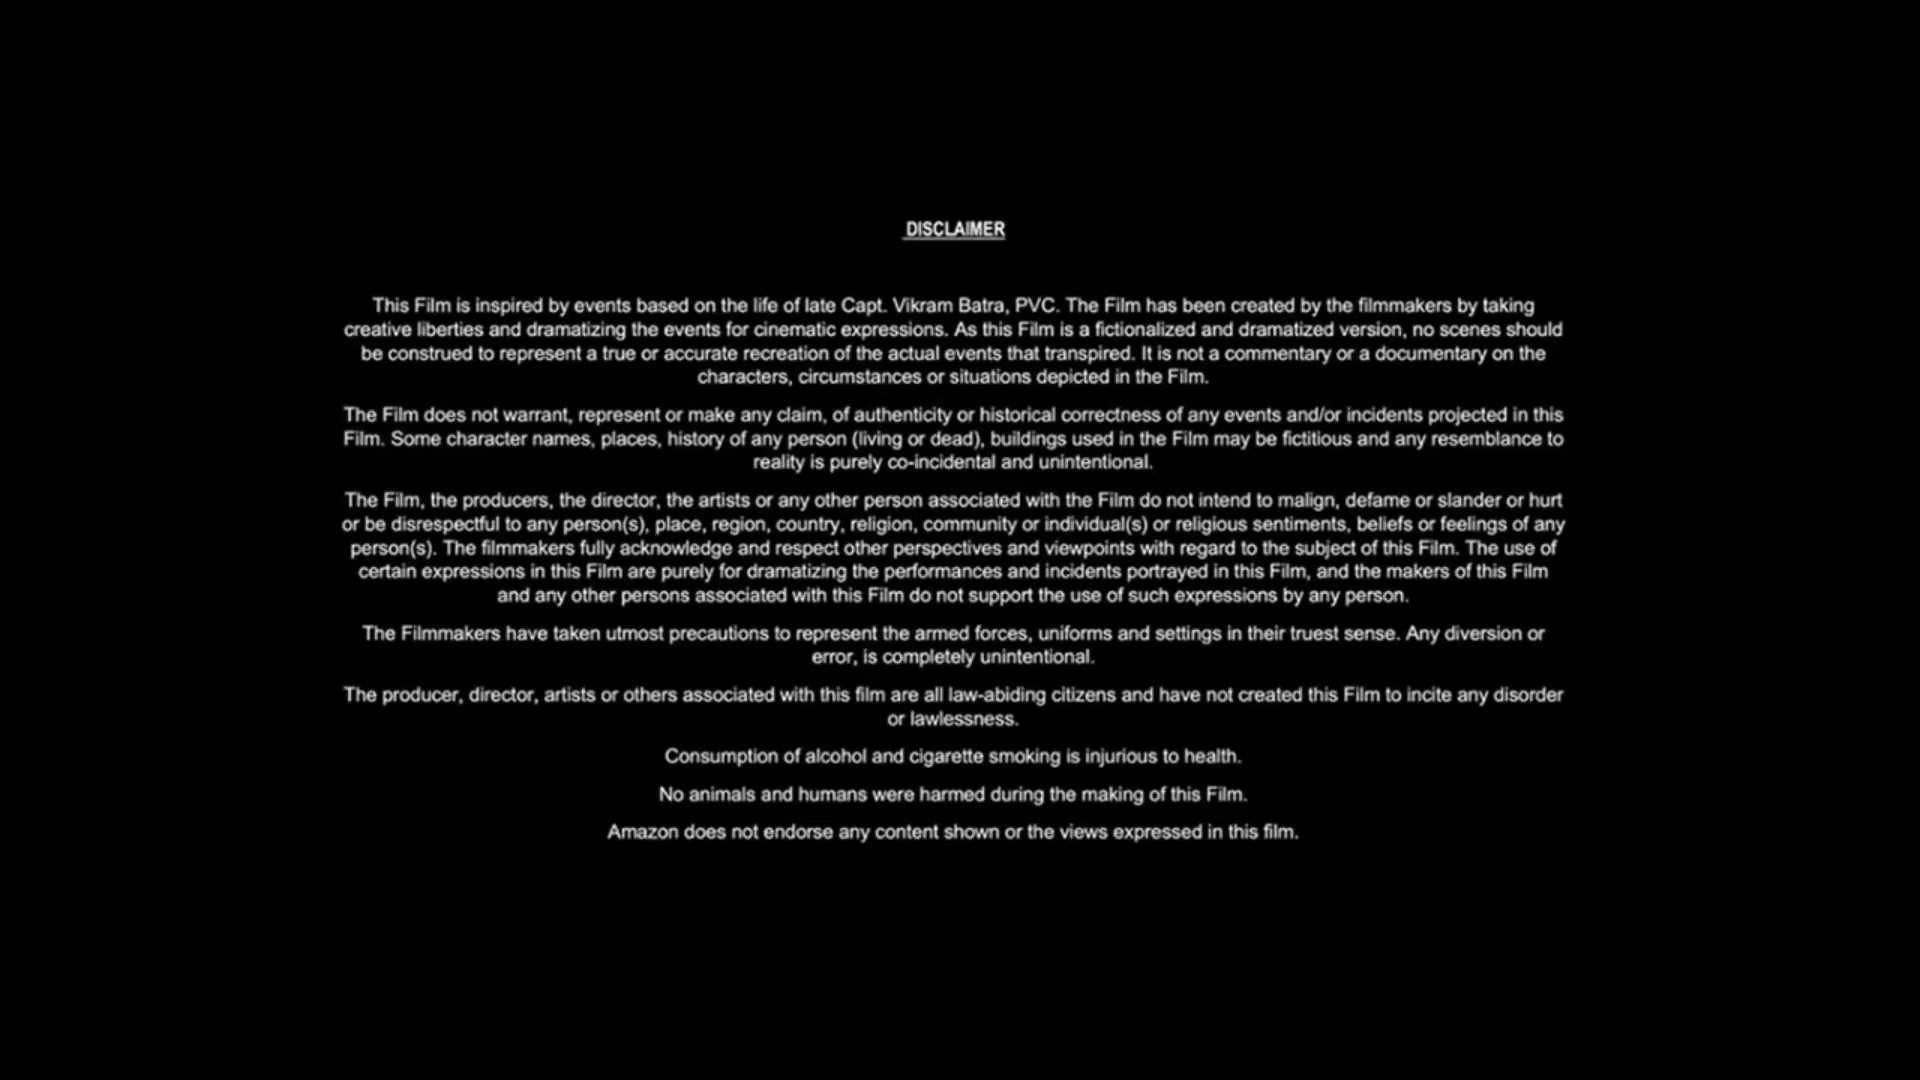 DISCLAIMER
This Film is inspired by events based on the life of late Capt. Vikram Batra, PVC. The Film has been created by the filmmakers by taking
creative liberties and dramatizing the events for cinematic expressions. As this Film is a fictionalized and dramatized version, no scenes should
be construed to represent a true or accurate recreation of the actual events that transpired. It is not a commentary or a documentary on the
characters, circumstances or situations depicted in the Film.
The Film does not warrant, represent or make any claim, of authenticity or historical correctness of any events and/or incidents projected in this
Film. Some character names, places, history of any person (living or dead), buildings used in the Film may be fictitious and any resemblance to
reality is purely co-incidental and unintentional.
The Film, the producers, the director, the artists or any other person associated with the Film do not intend to malign, defame or slander or hurt
or be disrespectful to any person(s), place, region, country, religion, community or individual(s) or religious sentiments, beliefs or feelings of any
person(s). The filmmakers fully acknowledge and respect other perspectives and viewpoints with regard to the subject of this Film. The use of
certain expressions in this Film are purely for dramatizing the performances and incidents portrayed in this Film, and the makers of this Film
and any other persons associated with this Film do not support the use of such expressions by any person.
The Filmmakers have taken utmost precautions to represent the armed forces, uniforms and settings in their truest sense. Any diversion or
error, is completely unintentional.
The producer, director, artists or others associated with this film are all law-abiding citizens and have not created this Film to incite any disorder
or lawlessness.
Consumption of alcohol and cigarette smoking is injurious to health.
No animals and humans were harmed during the making of this Film.
Amazon does not endorse any content shown or the views expressed in this film.